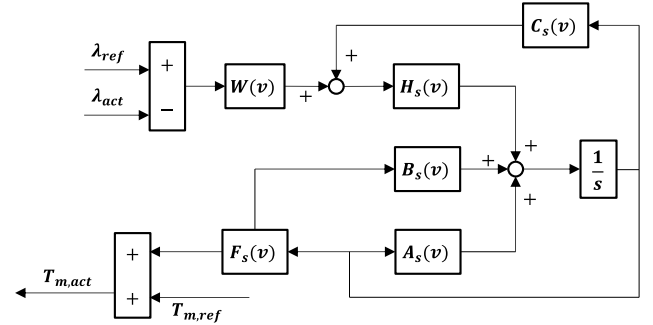 C_s(v)
λ_ref
+
+
λ_act
−
W(v)
+
H_s(v)
+
B_s(v)
+
1
s
+
+
F_s(v)
A_s(v)
T_m,act
+
T_m,ref